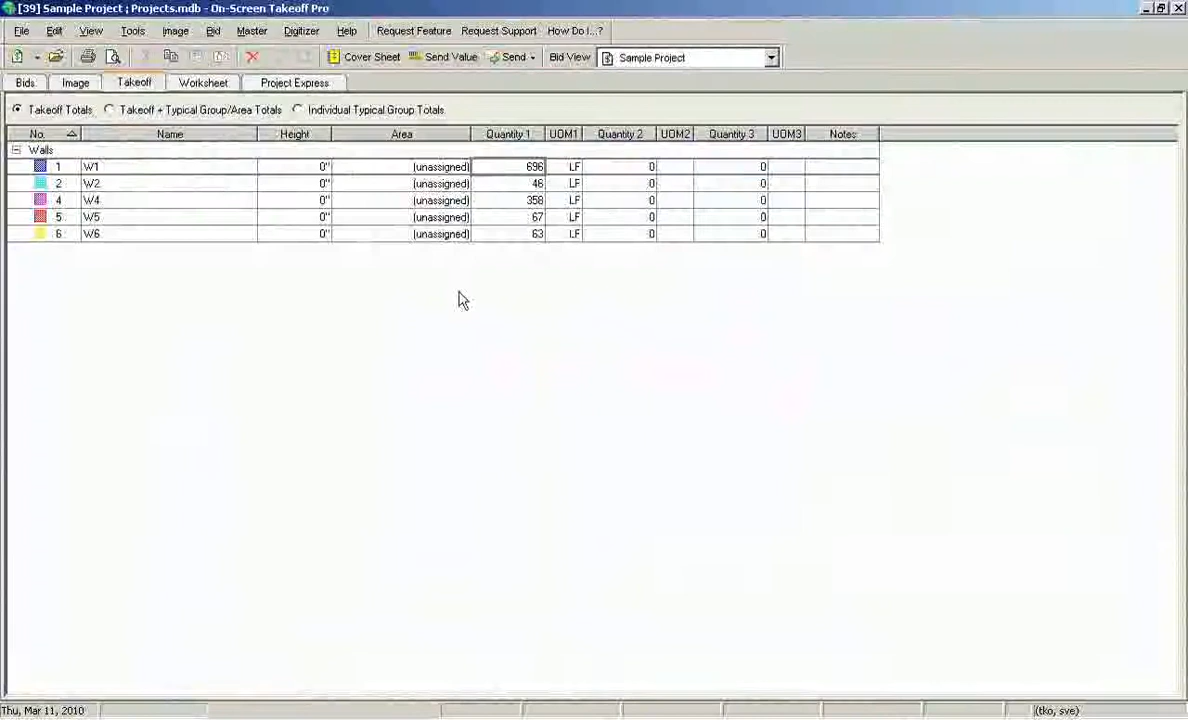 [39] Sample Project ; Projects.mdb - On-Screen Takeoff Pro
File Edit View Tools Image Bid Master Digitizer Help Request Feature Request Support How Do I...?
Cover Sheet Send Value Send Bid View Sample Project
Bids Image Takeoff Worksheet Project Express
Takeoff Totals Takeoff + Typical Group/Area Totals Individual Typical Group Totals
No. Name Height Area Quantity 1 UOM1 Quantity 2 UOM2 Quantity 3 UOM3 Notes
Walls
1 W1 0" (unassigned) 696 LF 0 0
2 W2 0" (unassigned) 46 LF 0 0
4 W4 0" (unassigned) 358 LF 0 0
5 W5 0" (unassigned) 67 LF 0 0
6 W6 0" (unassigned) 63 LF 0 0
Thu, Mar 11, 2010 (tko, sve)